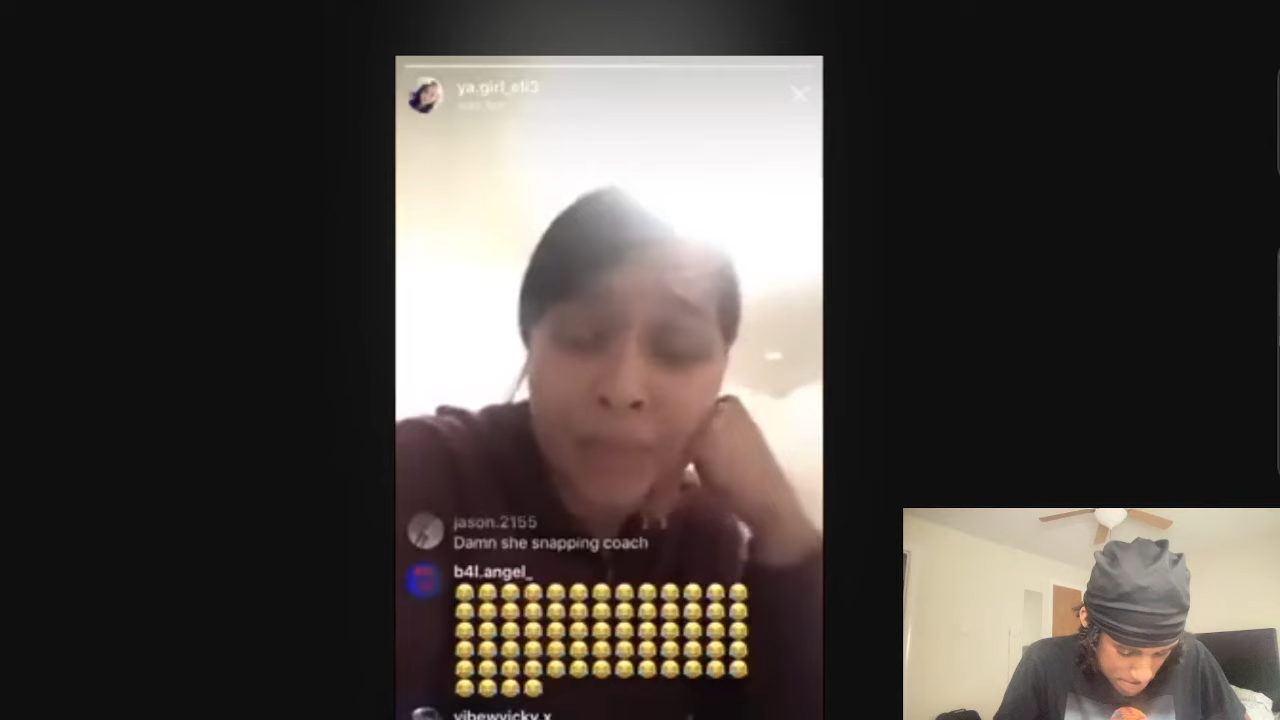 ya.girl_eli3
jason.2155
Damn she snapping coach
b4l.angel_
😂😂😂😂😂😂😂😂😂😂😂😂😂
😂😂😂😂😂😂😂😂😂😂😂😂😂
😂😂😂😂😂😂😂😂😂😂😂😂😂
😂😂😂😂😂😂😂😂😂😂😂😂😂
😂😂😂😂😂😂😂😂😂😂😂😂😂
😂😂😂😂
vibewvicky.x